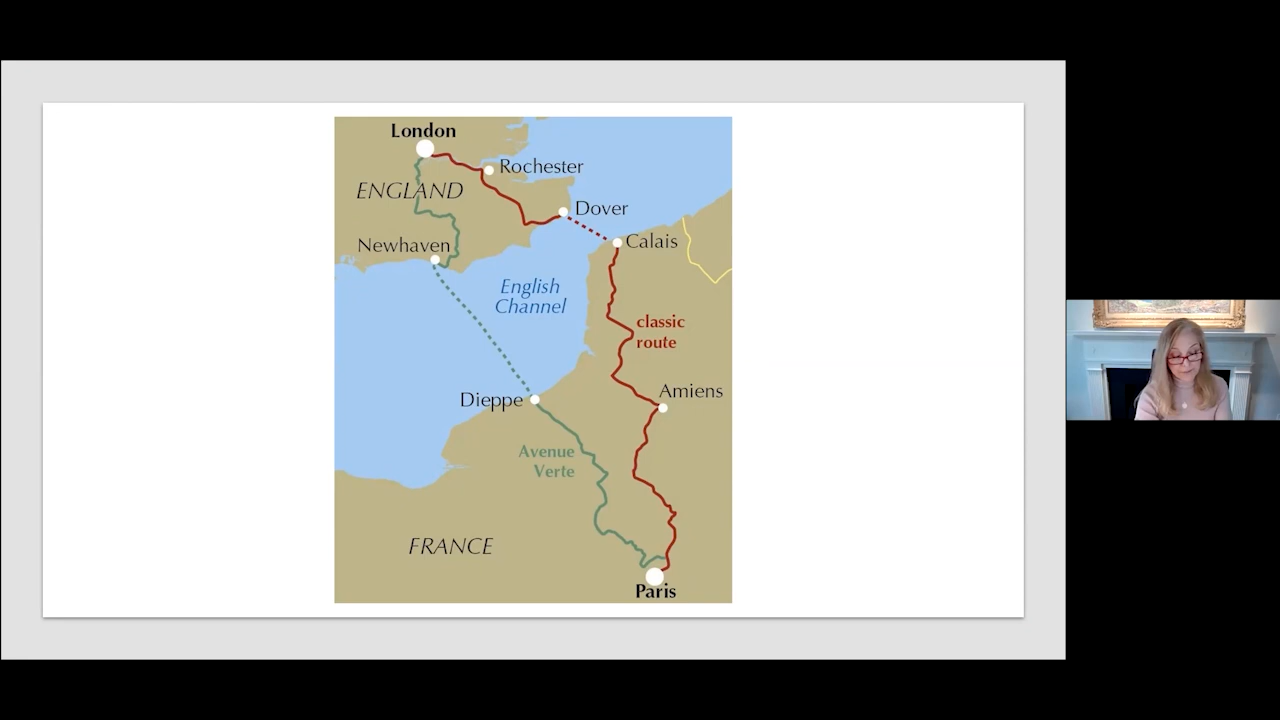 London
Rochester
ENGLAND
Dover
Newhaven
Calais
English
Channel
classic
route
Amiens
Dieppe
Avenue
Verte
FRANCE
Paris